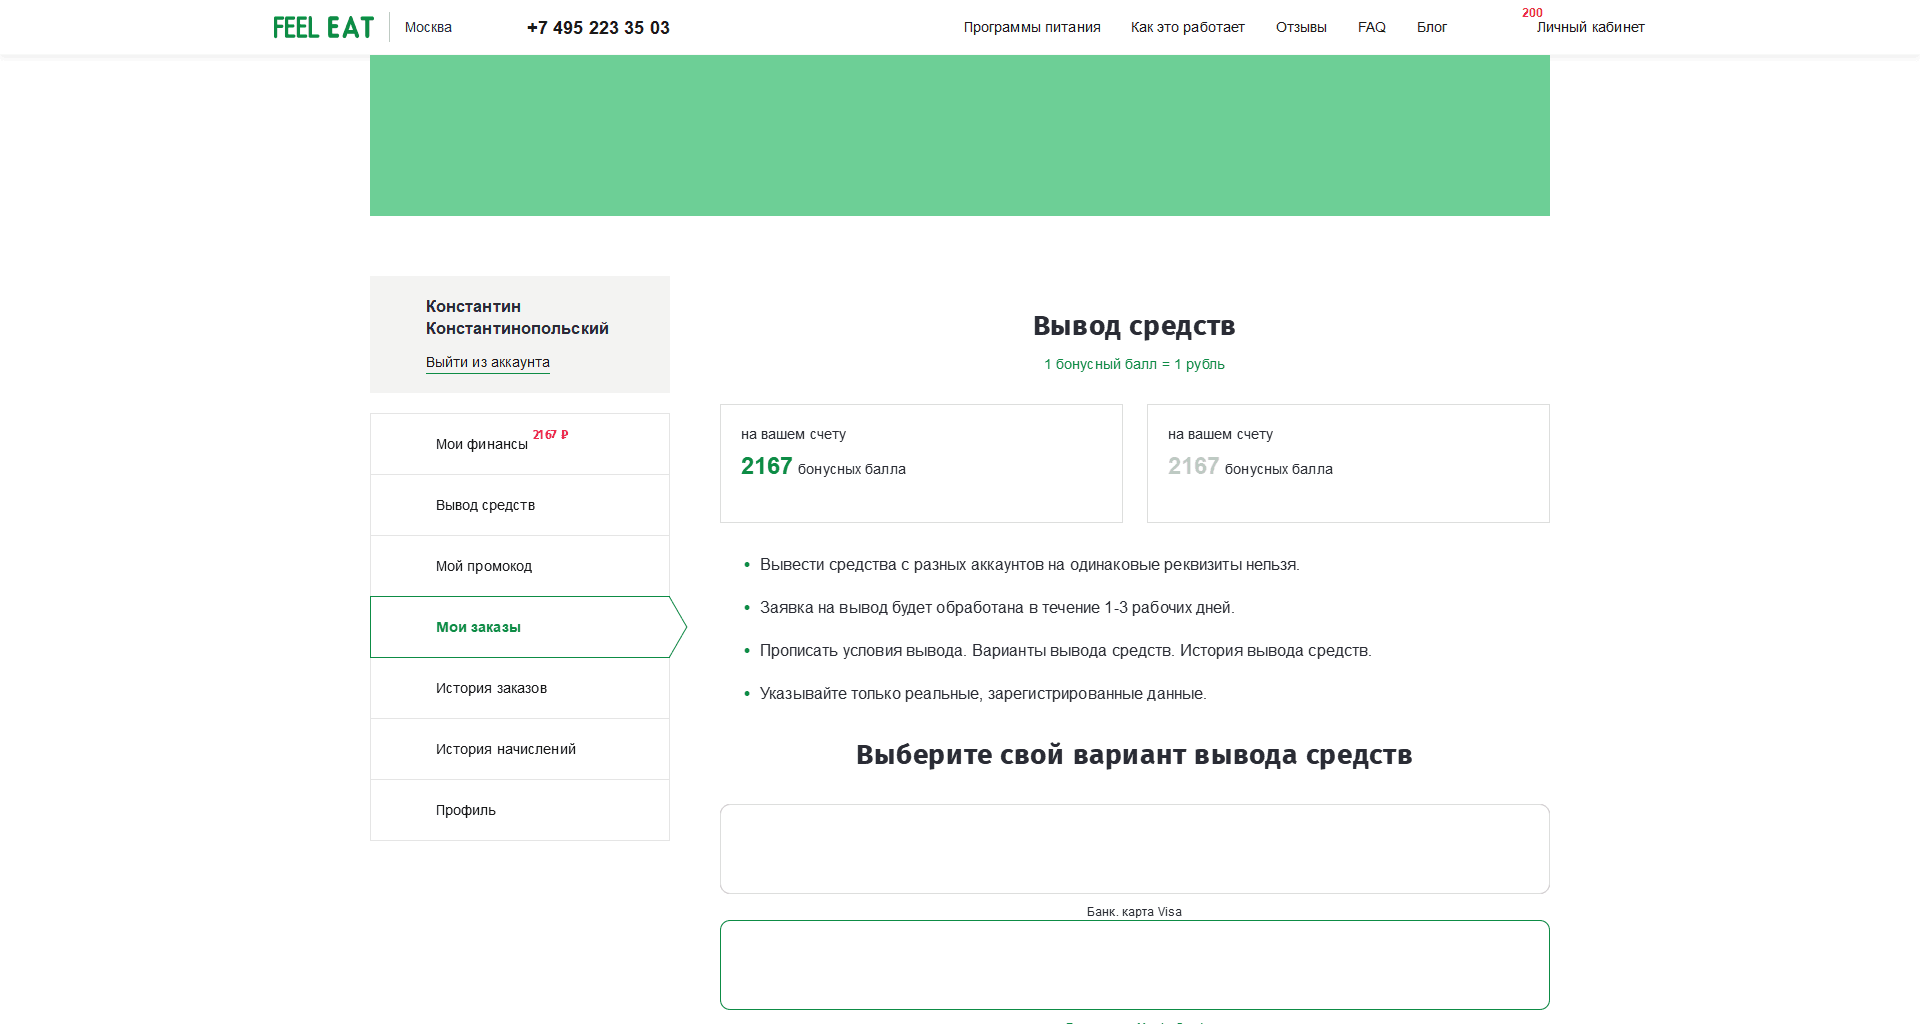 FEEL EAT
Москва
+7 495 223 35 03
Программы питания
Как это работает
Отзывы
FAQ
Блог
200
Личный кабинет
Константин
Константинопольский
Выйти из аккаунта
Мои финансы 2167 ₽
Вывод средств
Мой промокод
Мои заказы
История заказов
История начислений
Профиль
Вывод средств
1 бонусный балл = 1 рубль
на вашем счету
2167 бонусных балла
на вашем счету
2167 бонусных балла
• Вывести средства с разных аккаунтов на одинаковые реквизиты нельзя.
• Заявка на вывод будет обработана в течение 1-3 рабочих дней.
• Прописать условия вывода. Варианты вывода средств. История вывода средств.
• Указывайте только реальные, зарегистрированные данные.
Выберите свой вариант вывода средств
Банк. карта Visa